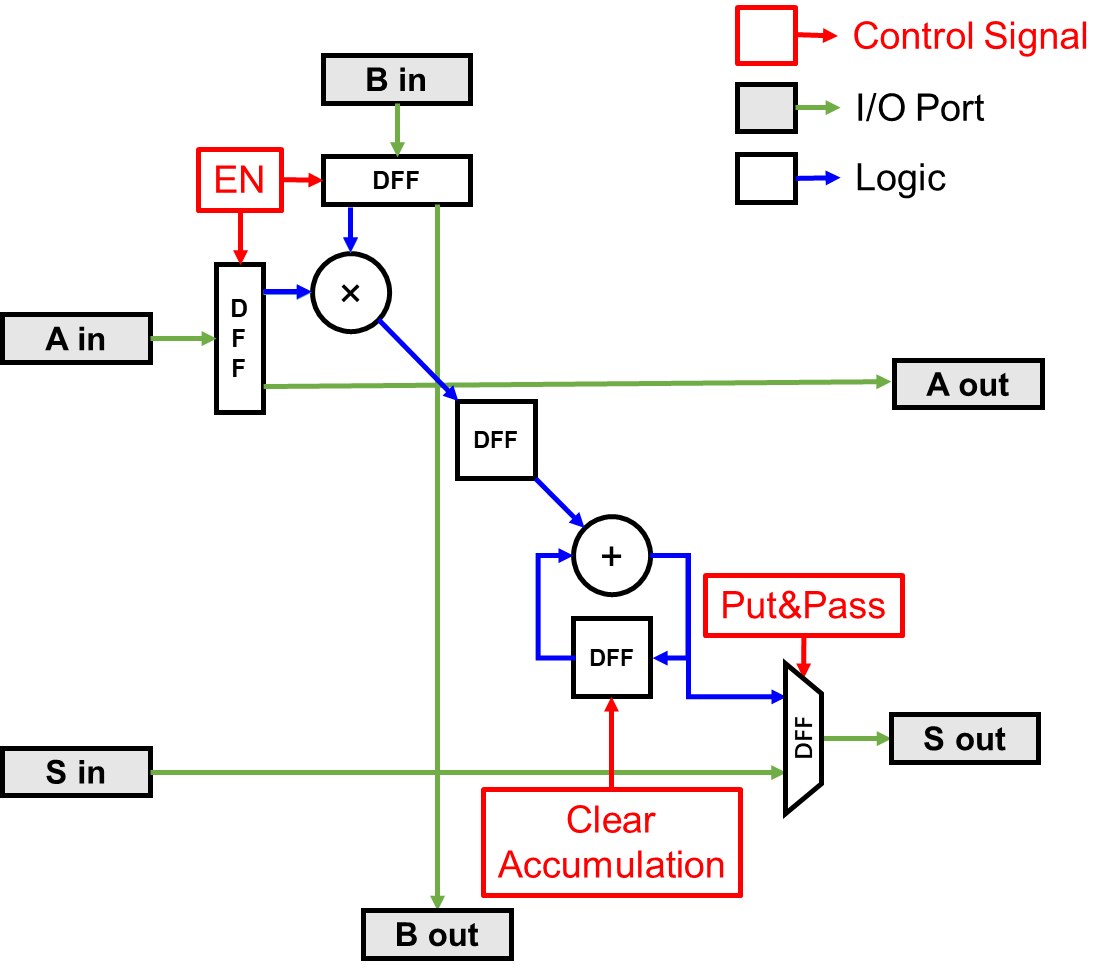 Control Signal
B in
I/O Port
EN
DFF
Logic
×
D
F
F
A in
A out
DFF
+
Put&Pass
DFF
DFF
S out
S in
Clear
Accumulation
B out